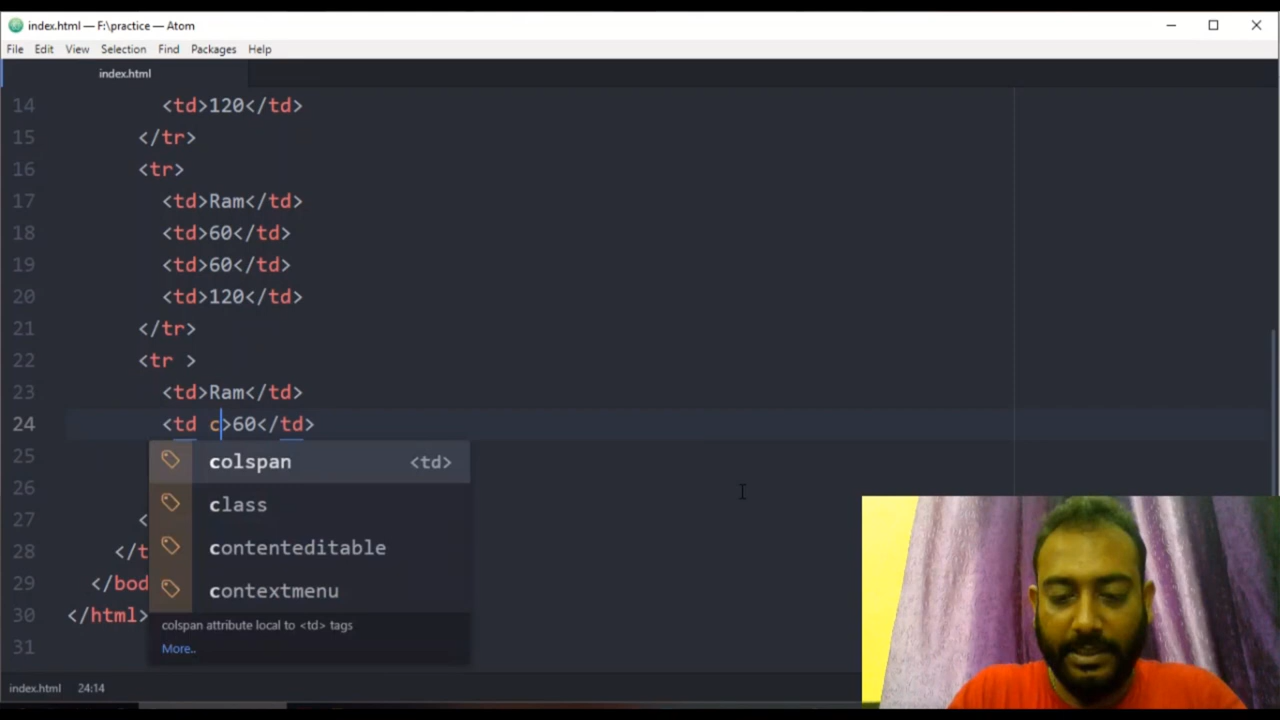 index.html — F:\practice — Atom
File Edit View Selection Find Packages Help
index.html
14 <td>120</td>
15 </tr>
16 <tr>
17 <td>Ram</td>
18 <td>60</td>
19 <td>60</td>
20 <td>120</td>
21 </tr>
22 <tr >
23 <td>Ram</td>
24 <td c>60</td>
25 colspan <td>
26 class
27 < contenteditable
28 </t contextmenu
29 </bod
30 </html>
colspan attribute local to <td> tags
31 More..
index.html 24:14